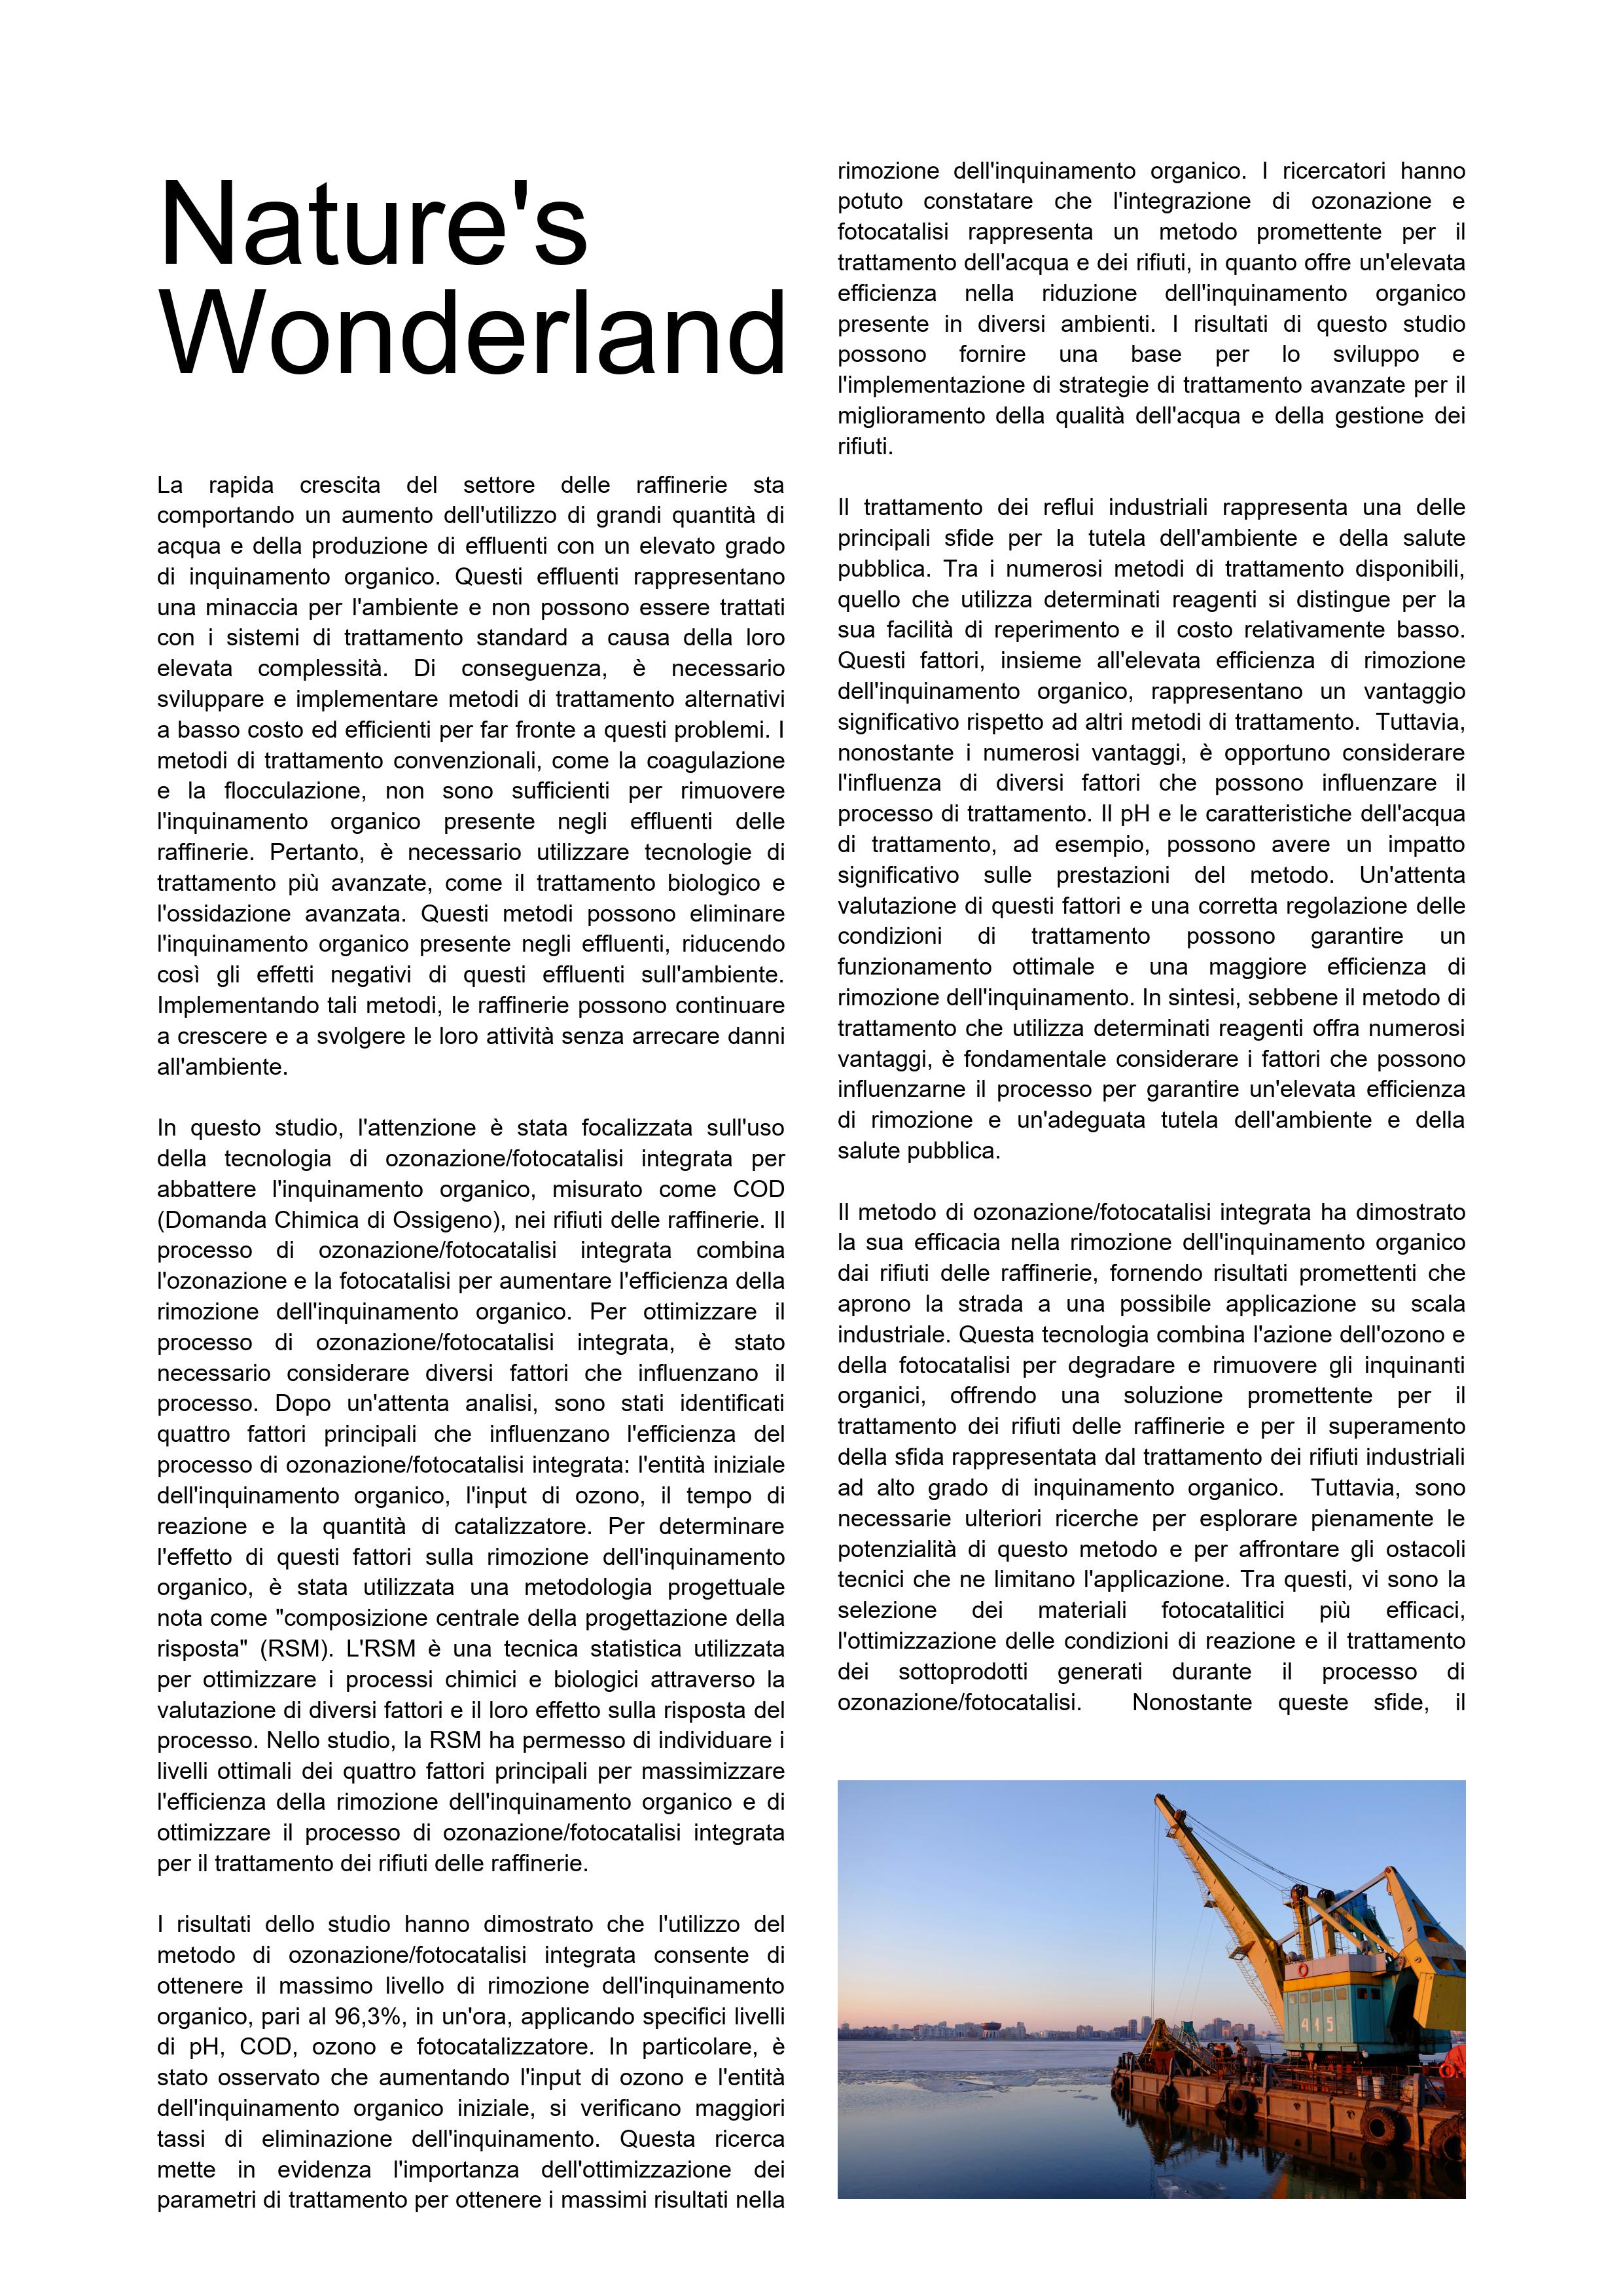 Nature's
Wonderland
La rapida crescita del settore delle raffinerie sta
comportando un aumento dell'utilizzo di grandi quantità di
acqua e della produzione di effluenti con un elevato grado
di inquinamento organico. Questi effluenti rappresentano
una minaccia per l'ambiente e non possono essere trattati
con i sistemi di trattamento standard a causa della loro
elevata complessità. Di conseguenza, è necessario
sviluppare e implementare metodi di trattamento alternativi
a basso costo ed efficienti per far fronte a questi problemi. I
metodi di trattamento convenzionali, come la coagulazione
e la flocculazione, non sono sufficienti per rimuovere
l'inquinamento organico presente negli effluenti delle
raffinerie. Pertanto, è necessario utilizzare tecnologie di
trattamento più avanzate, come il trattamento biologico e
l'ossidazione avanzata. Questi metodi possono eliminare
l'inquinamento organico presente negli effluenti, riducendo
così gli effetti negativi di questi effluenti sull'ambiente.
Implementando tali metodi, le raffinerie possono continuare
a crescere e a svolgere le loro attività senza arrecare danni
all'ambiente.
In questo studio, l'attenzione è stata focalizzata sull'uso
della tecnologia di ozonazione/fotocatalisi integrata per
abbattere l'inquinamento organico, misurato come COD
(Domanda Chimica di Ossigeno), nei rifiuti delle raffinerie. Il
processo di ozonazione/fotocatalisi integrata combina
l'ozonazione e la fotocatalisi per aumentare l'efficienza della
rimozione dell'inquinamento organico. Per ottimizzare il
processo di ozonazione/fotocatalisi integrata, è stato
necessario considerare diversi fattori che influenzano il
processo. Dopo un'attenta analisi, sono stati identificati
quattro fattori principali che influenzano l'efficienza del
processo di ozonazione/fotocatalisi integrata: l'entità iniziale
dell'inquinamento organico, l'input di ozono, il tempo di
reazione e la quantità di catalizzatore. Per determinare
l'effetto di questi fattori sulla rimozione dell'inquinamento
organico, è stata utilizzata una metodologia progettuale
nota come "composizione centrale della progettazione della
risposta" (RSM). L'RSM è una tecnica statistica utilizzata
per ottimizzare i processi chimici e biologici attraverso la
valutazione di diversi fattori e il loro effetto sulla risposta del
processo. Nello studio, la RSM ha permesso di individuare i
livelli ottimali dei quattro fattori principali per massimizzare
l'efficienza della rimozione dell'inquinamento organico e di
ottimizzare il processo di ozonazione/fotocatalisi integrata
per il trattamento dei rifiuti delle raffinerie.
I risultati dello studio hanno dimostrato che l'utilizzo del
metodo di ozonazione/fotocatalisi integrata consente di
ottenere il massimo livello di rimozione dell'inquinamento
organico, pari al 96,3%, in un'ora, applicando specifici livelli
di pH, COD, ozono e fotocatalizzatore. In particolare, è
stato osservato che aumentando l'input di ozono e l'entità
dell'inquinamento organico iniziale, si verificano maggiori
tassi di eliminazione dell'inquinamento. Questa ricerca
mette in evidenza l'importanza dell'ottimizzazione dei
parametri di trattamento per ottenere i massimi risultati nella
rimozione dell'inquinamento organico. I ricercatori hanno
potuto constatare che l'integrazione di ozonazione e
fotocatalisi rappresenta un metodo promettente per il
trattamento dell'acqua e dei rifiuti, in quanto offre un'elevata
efficienza nella riduzione dell'inquinamento organico
presente in diversi ambienti. I risultati di questo studio
possono fornire una base per lo sviluppo e
l'implementazione di strategie di trattamento avanzate per il
miglioramento della qualità dell'acqua e della gestione dei
rifiuti.
Il trattamento dei reflui industriali rappresenta una delle
principali sfide per la tutela dell'ambiente e della salute
pubblica. Tra i numerosi metodi di trattamento disponibili,
quello che utilizza determinati reagenti si distingue per la
sua facilità di reperimento e il costo relativamente basso.
Questi fattori, insieme all'elevata efficienza di rimozione
dell'inquinamento organico, rappresentano un vantaggio
significativo rispetto ad altri metodi di trattamento. Tuttavia,
nonostante i numerosi vantaggi, è opportuno considerare
l'influenza di diversi fattori che possono influenzare il
processo di trattamento. Il pH e le caratteristiche dell'acqua
di trattamento, ad esempio, possono avere un impatto
significativo sulle prestazioni del metodo. Un'attenta
valutazione di questi fattori e una corretta regolazione delle
condizioni di trattamento possono garantire un
funzionamento ottimale e una maggiore efficienza di
rimozione dell'inquinamento. In sintesi, sebbene il metodo di
trattamento che utilizza determinati reagenti offra numerosi
vantaggi, è fondamentale considerare i fattori che possono
influenzarne il processo per garantire un'elevata efficienza
di rimozione e un'adeguata tutela dell'ambiente e della
salute pubblica.
Il metodo di ozonazione/fotocatalisi integrata ha dimostrato
la sua efficacia nella rimozione dell'inquinamento organico
dai rifiuti delle raffinerie, fornendo risultati promettenti che
aprono la strada a una possibile applicazione su scala
industriale. Questa tecnologia combina l'azione dell'ozono e
della fotocatalisi per degradare e rimuovere gli inquinanti
organici, offrendo una soluzione promettente per il
trattamento dei rifiuti delle raffinerie e per il superamento
della sfida rappresentata dal trattamento dei rifiuti industriali
ad alto grado di inquinamento organico. Tuttavia, sono
necessarie ulteriori ricerche per esplorare pienamente le
potenzialità di questo metodo e per affrontare gli ostacoli
tecnici che ne limitano l'applicazione. Tra questi, vi sono la
selezione dei materiali fotocatalitici più efficaci,
l'ottimizzazione delle condizioni di reazione e il trattamento
dei sottoprodotti generati durante il processo di
ozonazione/fotocatalisi. Nonostante queste sfide, il
415